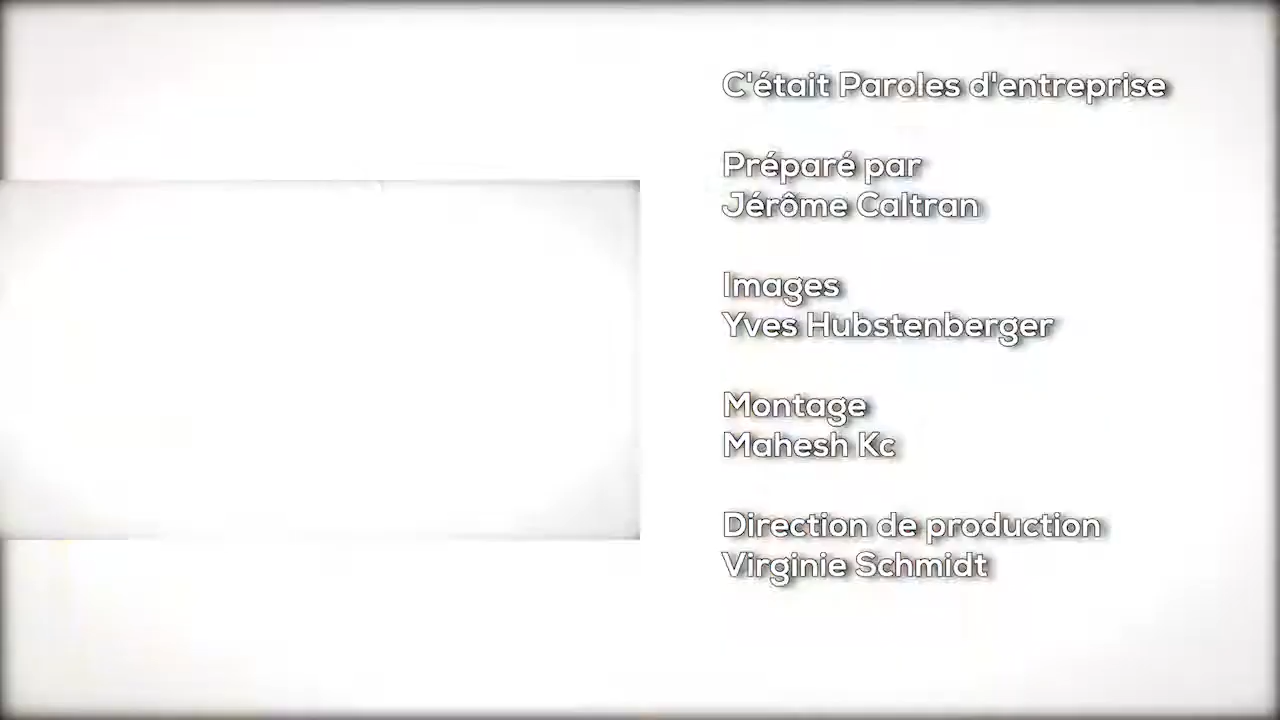 C'était Paroles d'entreprise
Préparé par
Jérôme Caltran
Images
Yves Hubstenberger
Montage
Mahesh Kc
Direction de production
Virginie Schmidt